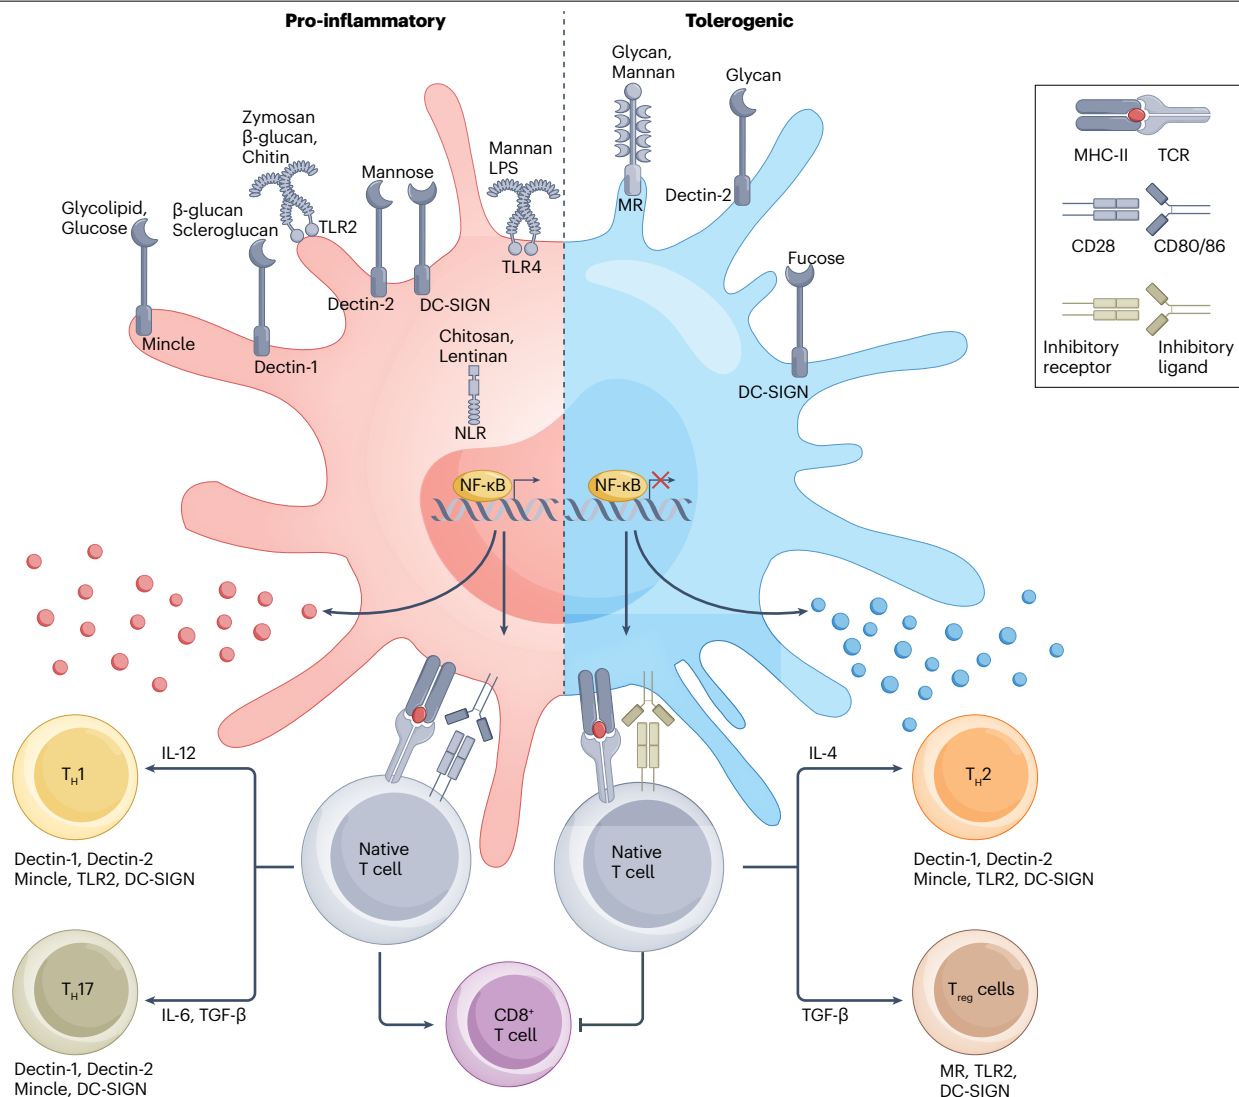 Pro-inflammatory
Tolerogenic
Glycan,
Mannan
Glycan
Zymosan
β-glucan,
Chitin
Mannan
LPS
Mannose
MR
Dectin-2
Glycolipid,
Glucose
β-glucan
Scleroglucan
TLR2
TLR4
Fucose
Dectin-2
DC-SIGN
Mincle
Dectin-1
Chitosan,
Lentinan
NLR
DC-SIGN
MHC-II
TCR
CD28
CD80/86
Inhibitory
receptor
Inhibitory
ligand
NF-κB
NF-κB
IL-12
TH1
Dectin-1, Dectin-2
Mincle, TLR2, DC-SIGN
Native
T cell
Native
T cell
IL-4
TH2
Dectin-1, Dectin-2
Mincle, TLR2, DC-SIGN
TH17
IL-6, TGF-β
Dectin-1, Dectin-2
Mincle, DC-SIGN
CD8+
T cell
TGF-β
Treg cells
MR, TLR2,
DC-SIGN